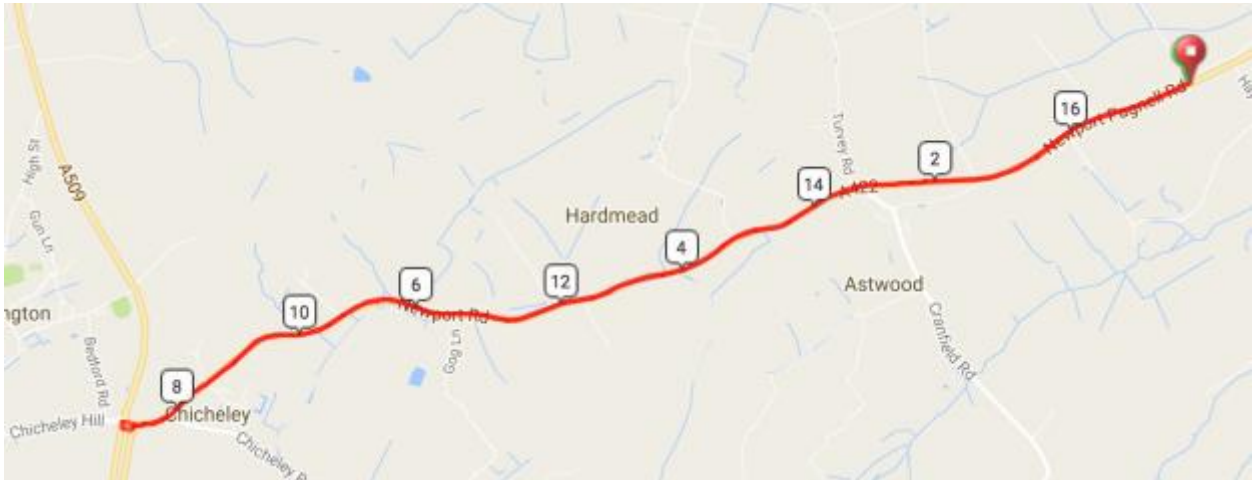 16
Newport Pagnell Rd
Turvey Rd
2
A422
14
High St
A509
Gun Ln
Hardmead
4
12
6
Newport Rd
Astwood
10
ngton
Gog Ln
Cranfield Rd
Bedford Rd
8
Chicheley
Chicheley Hill
Chicheley R
Hay